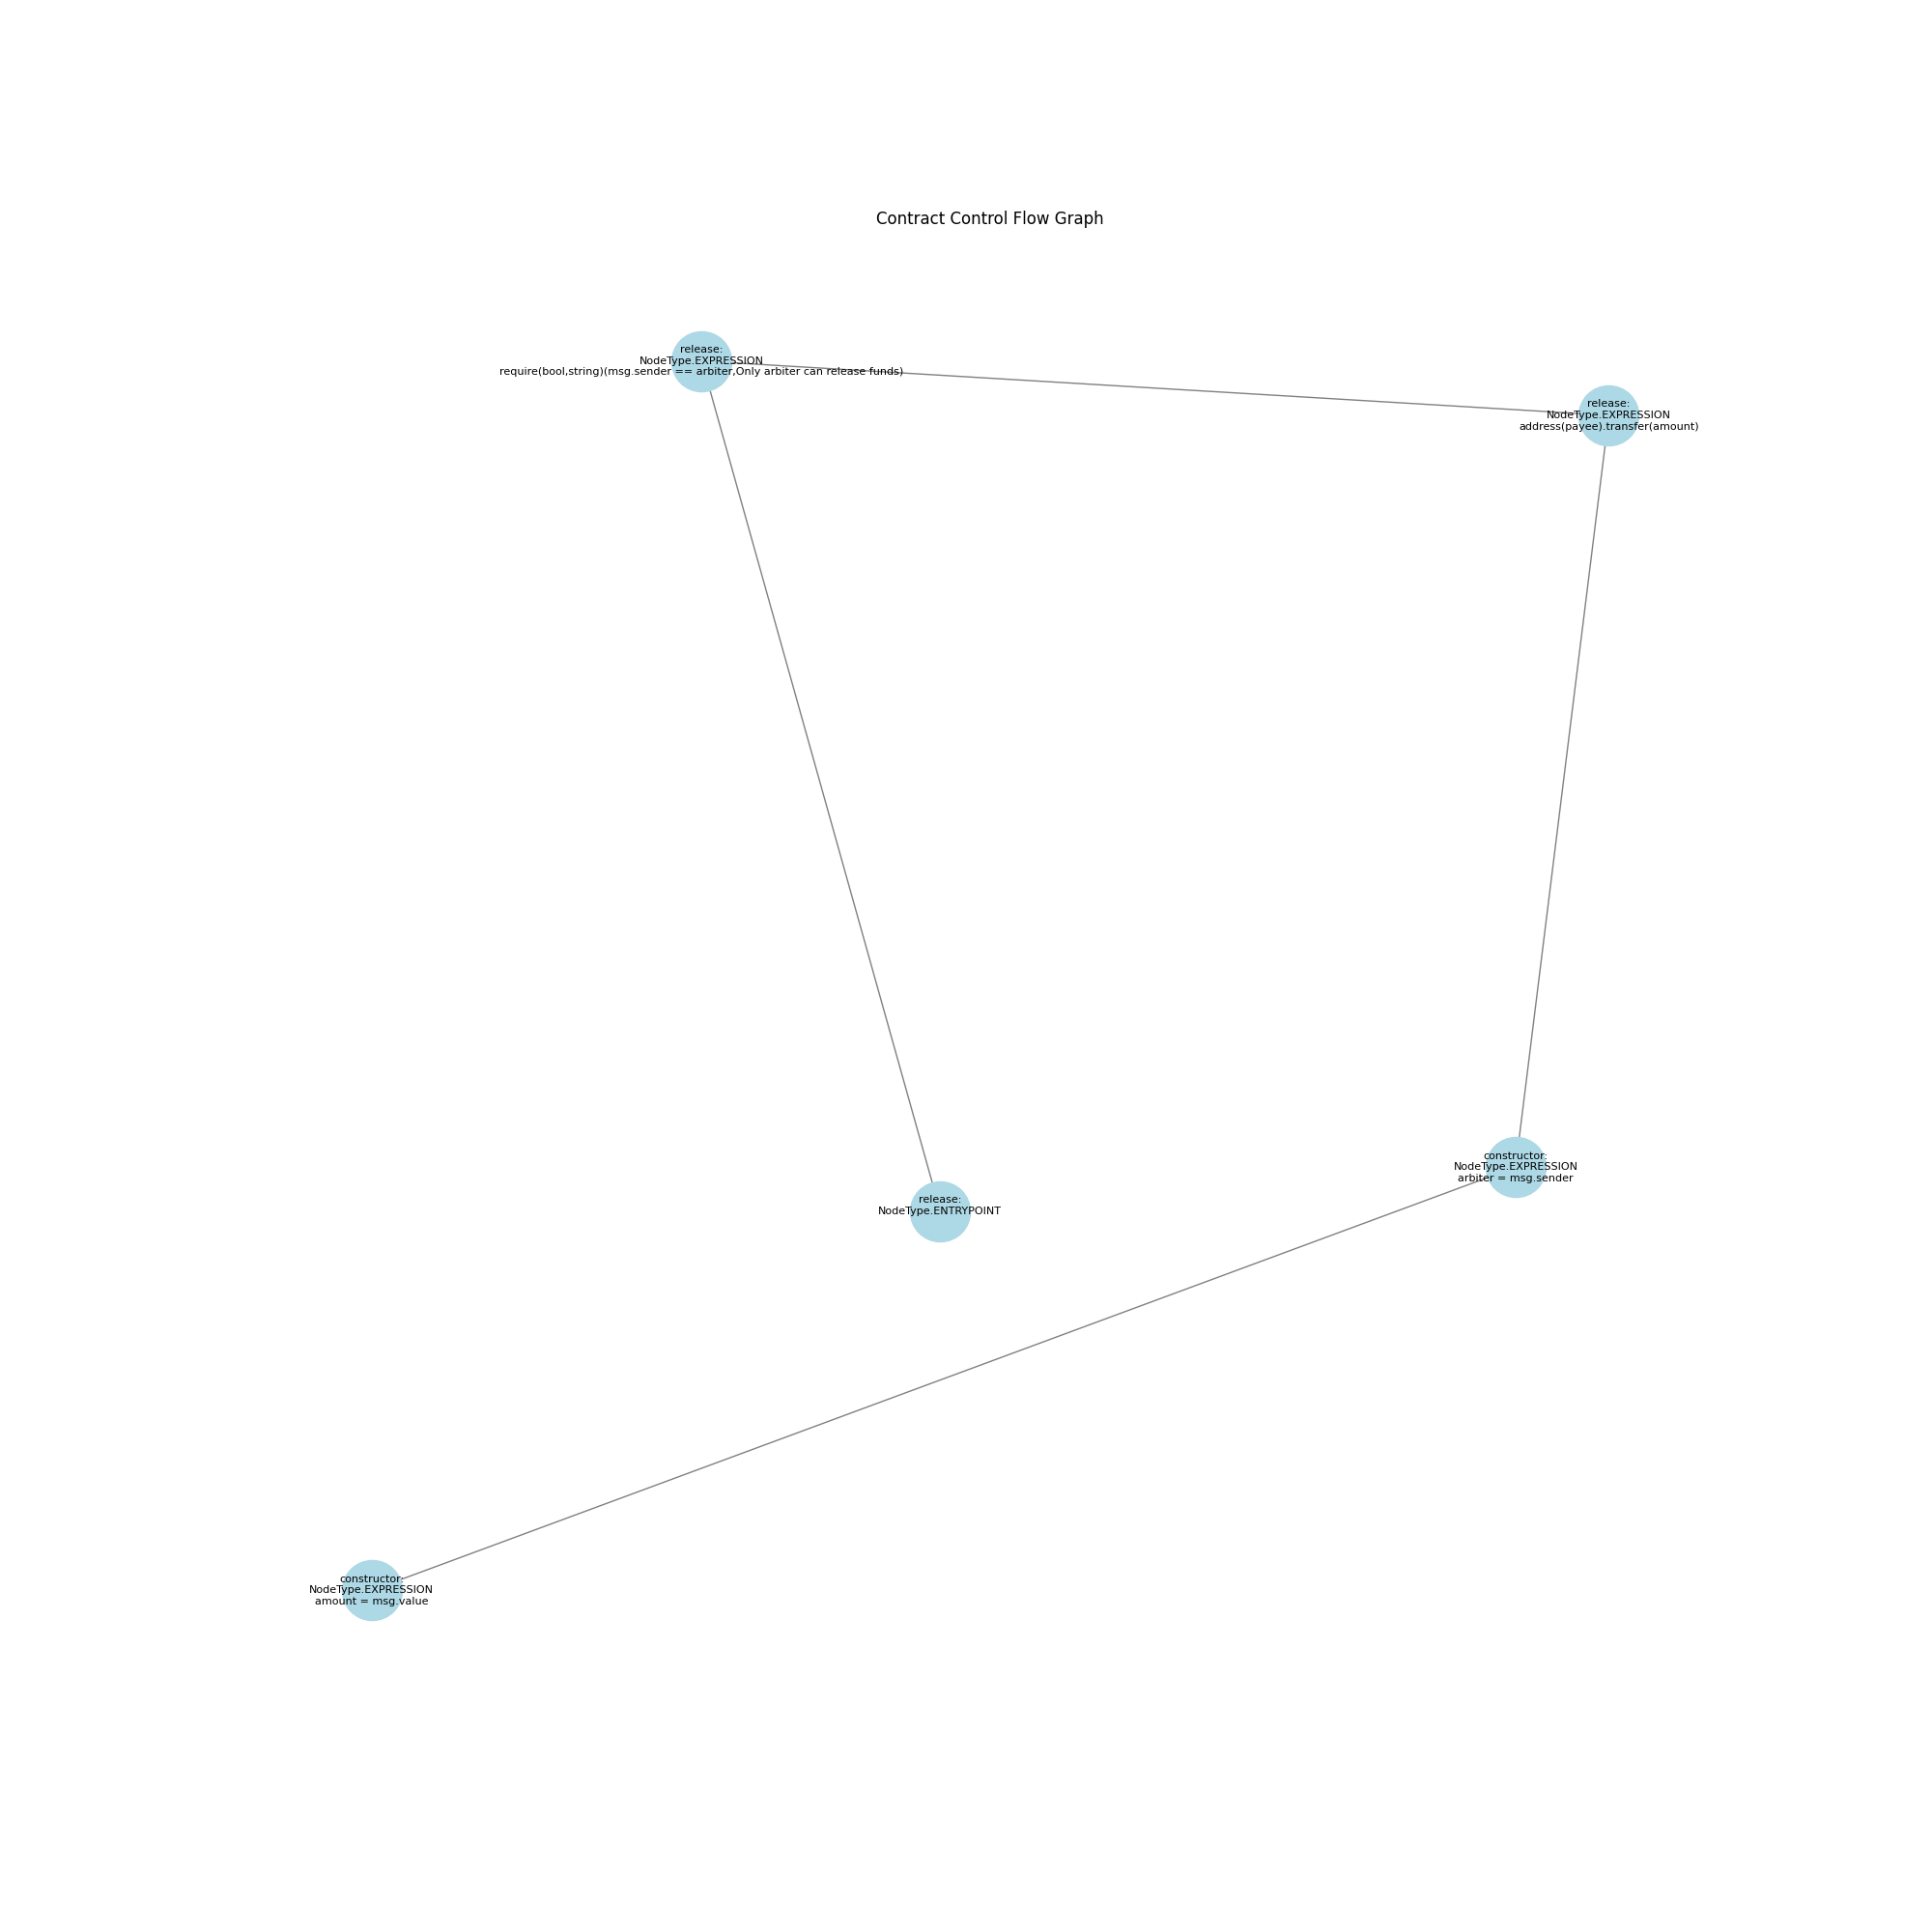 Contract Control Flow Graph
release:
NodeType.EXPRESSION
require(bool,string)(msg.sender == arbiter,Only arbiter can release funds)
release:
NodeType.EXPRESSION
address(payee).transfer(amount)
constructor:
NodeType.EXPRESSION
arbiter = msg.sender
release:
NodeType.ENTRYPOINT
constructor:
NodeType.EXPRESSION
amount = msg.value